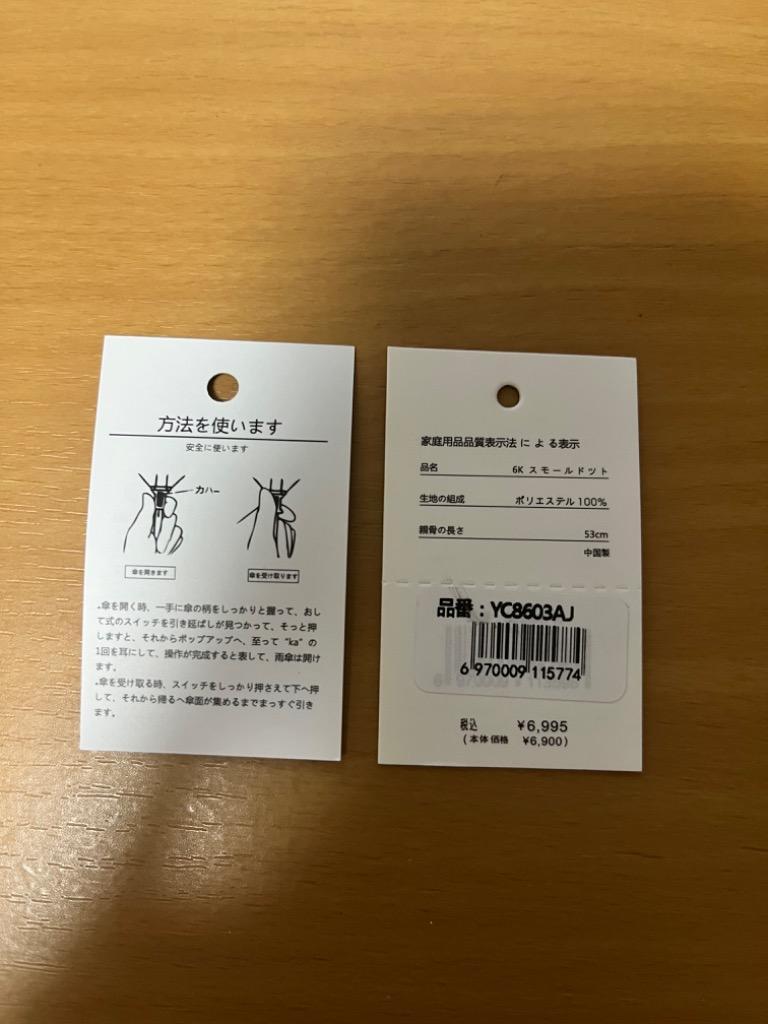 方法を使います
安全に使います
カハー
傘を開きます
傘を受け取ります
.傘を開く時、一手に傘の柄をしっかりと握って、おし
て式のスイッチを引き延ばしが見つかって、そっと押
しますと、それからポップアップへ、至って “ka” の
1回を耳にして、操作が完成すると表して、雨傘は開け
ます。
.傘を受け取る時、スイッチをしっかり押さえて下へ押
して、それから帰るへ傘面が集めるまでまっすぐ引き
ます。
家庭用品品質表示法 に よ る表示
品名 6K スモールドツト
生地の組成 ポリエステル 100%
親骨の長さ 53cm
中国製
品番：YC8603AJ
6 970009 115774
税込 ¥6,995
（本体価格 ¥6,900）